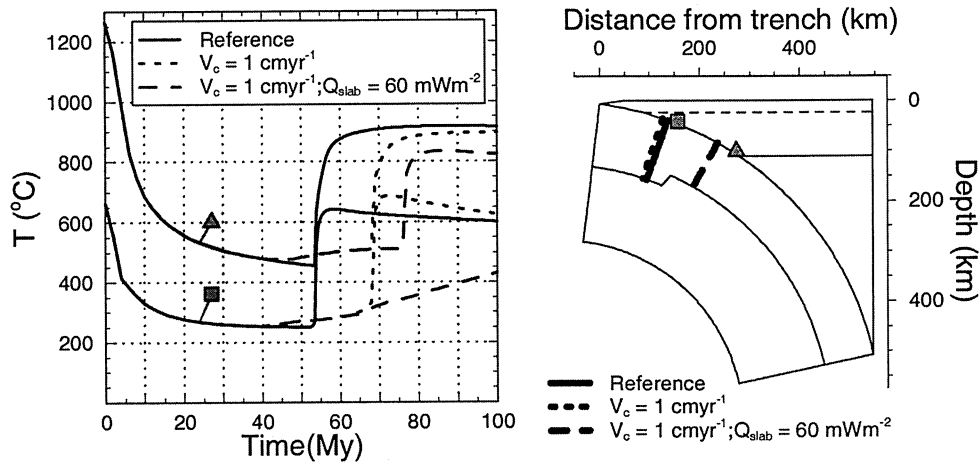 Reference
V_c = 1 cmyr⁻¹
V_c = 1 cmyr⁻¹;Q_slab = 60 mWm⁻²
1200
1000
800
600
400
200
T (ºC)
0
20
40
60
80
100
Time(My)
Distance from trench (km)
0
200
400
0
200
400
Depth (km)
Reference
V_c = 1 cmyr⁻¹
V_c = 1 cmyr⁻¹;Q_slab = 60 mWm⁻²